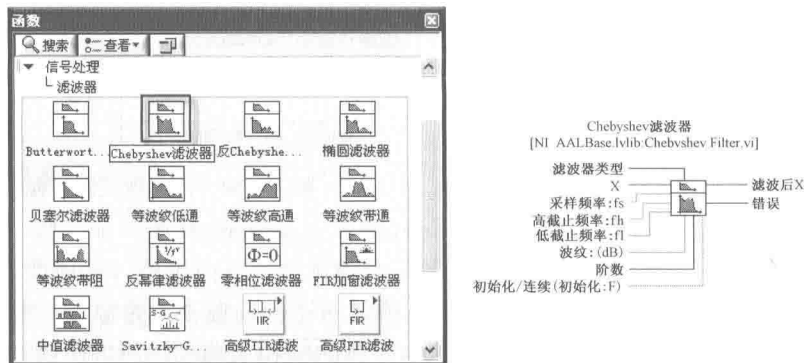 函数
搜索 查看
信号处理
滤波器
Butterwort... Chebyshev滤波器 反Chebyshe... 椭圆滤波器
贝塞尔滤波器 等波纹低通 等波纹高通 等波纹带通
1/f^v Φ=0
等波纹带阻 反幂律滤波器 零相位滤波器 FIR加窗滤波器
S-G IIR FIR
中值滤波器 Savitzky-G... 高级IIR滤波 高级FIR滤波
Chebyshev滤波器
[NI_AALBase.lvlib:Chebyshev Filter.vi]
滤波器类型
X
采样频率:fs
高截止频率:fh
低截止频率:fl
波纹:(dB)
阶数
初始化/连续(初始化:F)
滤波后X
错误